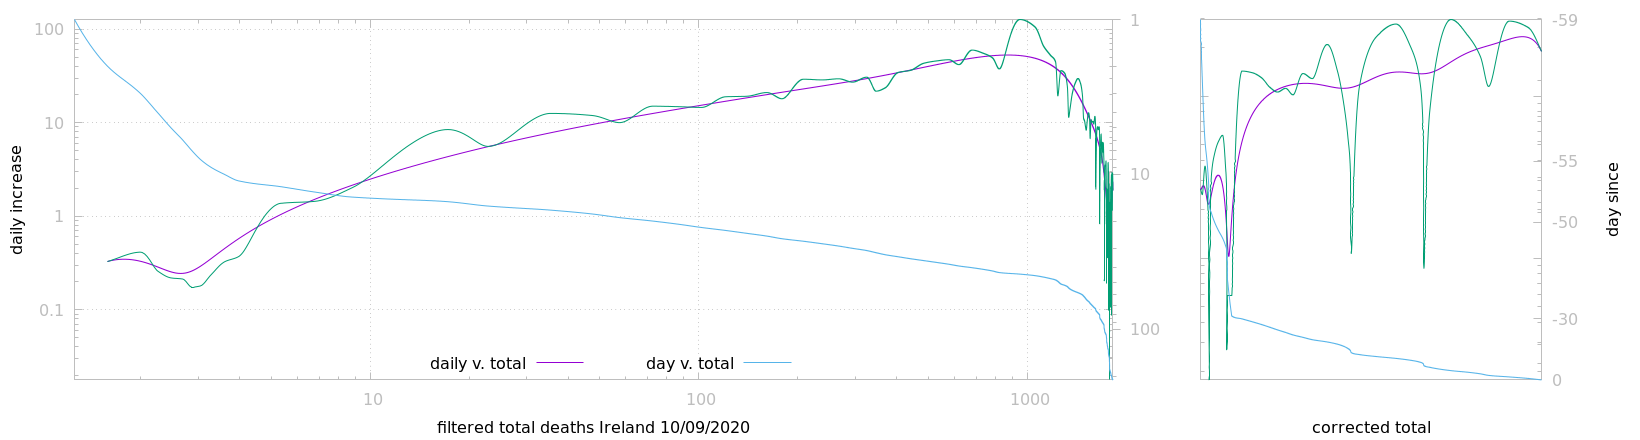 100
10
1
0.1
daily increase
daily v. total
day v. total
10
100
1000
filtered total deaths Ireland 10/09/2020
1
10
100
-59
-55
-50
-30
0
day since
corrected total